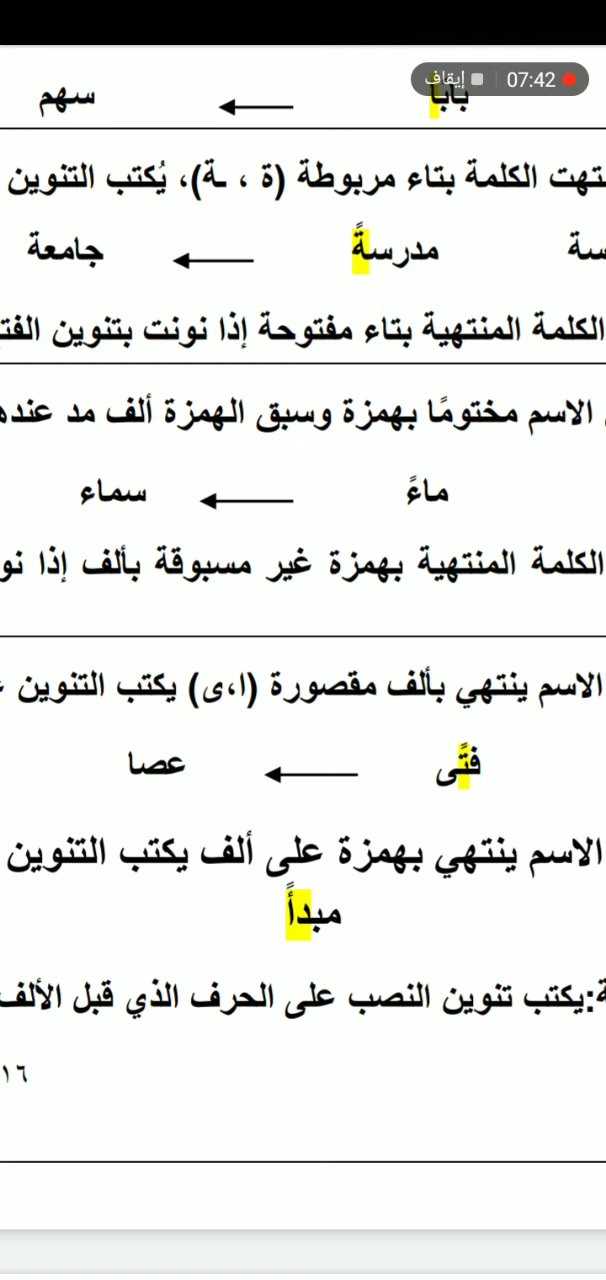 إيقاف 07:42
بابا ← سهم
تهت الكلمة بتاء مربوطة (ة ، ـة)، يُكتب التنوين
سة مدرسةً ← جامعة
الكلمة المنتهية بتاء مفتوحة إذا نونت بتنوين الفت
الاسم مختومًا بهمزة وسبق الهمزة ألف مد عنده
ماءً ← سماء
الكلمة المنتهية بهمزة غير مسبوقة بألف إذا نو
الاسم ينتهي بألف مقصورة (ا،ى) يكتب التنوين
فتًى ← عصا
الاسم ينتهي بهمزة على ألف يكتب التنوين
مبدأً
ة:يكتب تنوين النصب على الحرف الذي قبل الألف
١٦